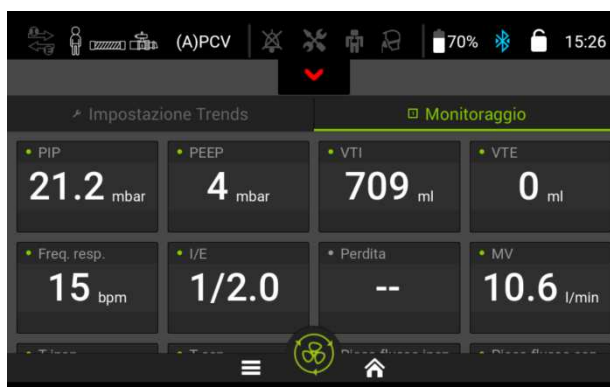 (A)PCV 70% 15:26
Impostazione Trends Monitoraggio
PIP PEEP VTI VTE
21.2 mbar 4 mbar 709 ml 0 ml
Freq. resp. I/E Perdita MV
15 bpm 1/2.0 -- 10.6 l/min